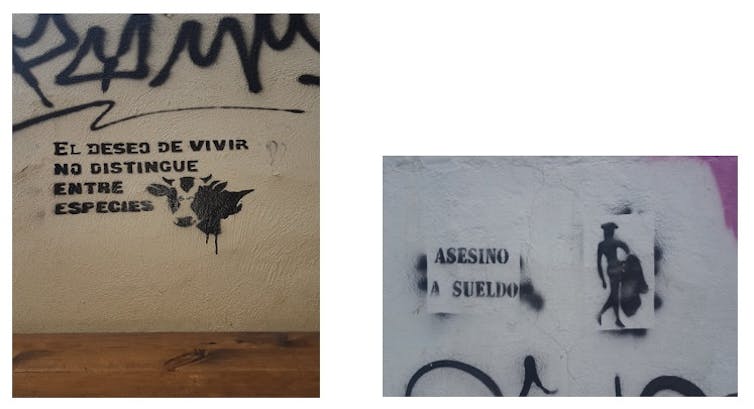 EL DESEO DE VIVIR
NO DISTINGUE
ENTRE
ESPECIES
ASESINO
A SUELDO